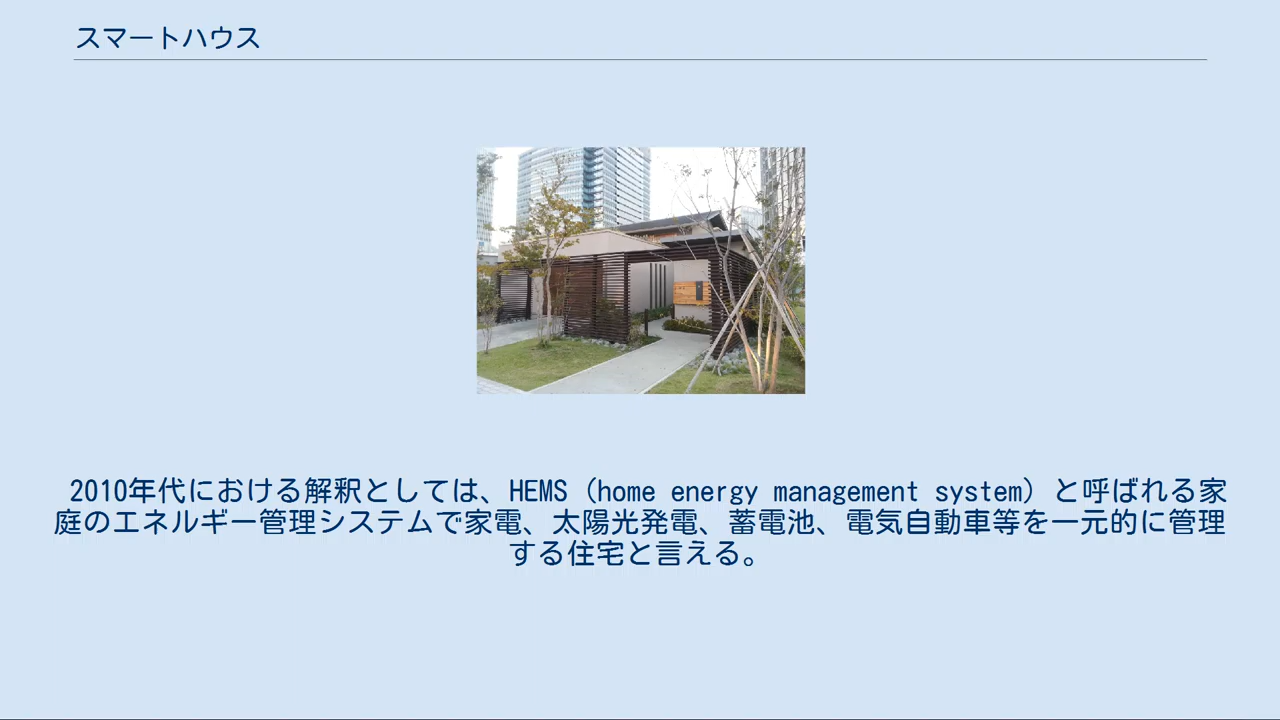 スマートハウス
2010年代における解釈としては、HEMS（home energy management system）と呼ばれる家
庭のエネルギー管理システムで家電、太陽光発電、蓄電池、電気自動車等を一元的に管理
する住宅と言える。